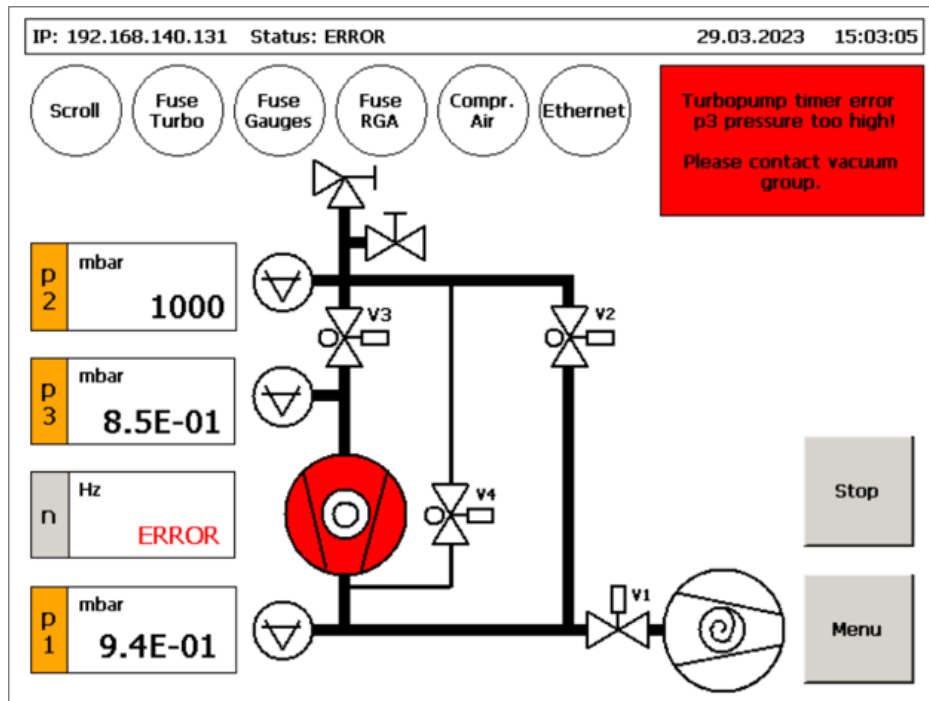 IP: 192.168.140.131 Status: ERROR 29.03.2023 15:03:05
Scroll
Fuse
Turbo
Fuse
Gauges
Fuse
RGA
Compr.
Air
Ethernet
Turbopump timer error
p3 pressure too high!
Please contact vacuum
group.
p
2
mbar
1000
V3
V2
p
3
mbar
8.5E-01
n
Hz
ERROR
V4
Stop
p
1
mbar
9.4E-01
V1
Menu